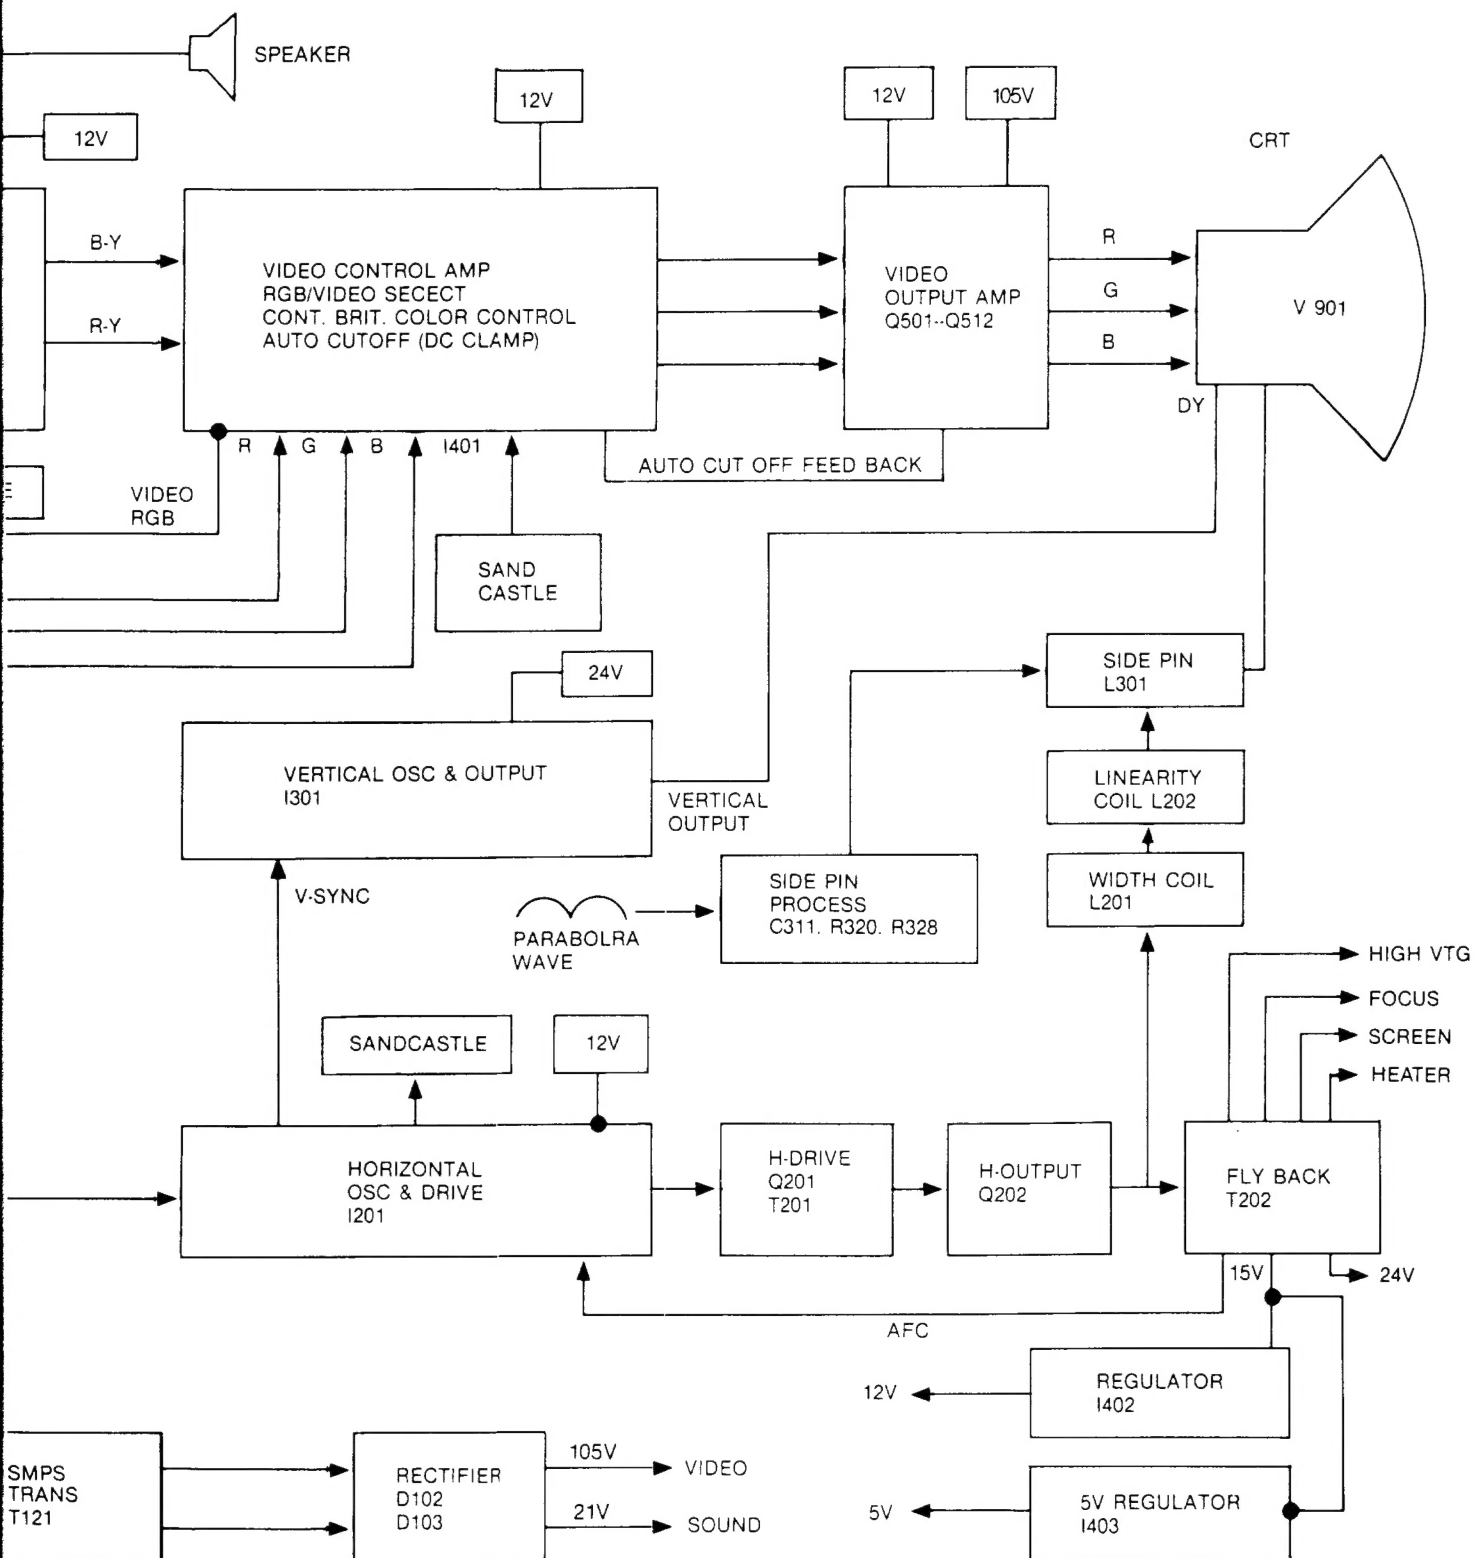 SPEAKER
12V
12V
12V
105V
CRT
B-Y
R-Y
VIDEO CONTROL AMP
RGB/VIDEO SECECT
CONT. BRIT. COLOR CONTROL
AUTO CUTOFF (DC CLAMP)
VIDEO
OUTPUT AMP
Q501--Q512
R
G
B
V 901
DY
R
G
B
I401
AUTO CUT OFF FEED BACK
VIDEO
RGB
E
SAND
CASTLE
24V
SIDE PIN
L301
VERTICAL OSC & OUTPUT
I301
VERTICAL
OUTPUT
LINEARITY
COIL L202
V-SYNC
PARABOLRA
WAVE
SIDE PIN
PROCESS
C311. R320. R328
WIDTH COIL
L201
HIGH VTG
FOCUS
SCREEN
HEATER
SANDCASTLE
12V
HORIZONTAL
OSC & DRIVE
I201
H-DRIVE
Q201
T201
H-OUTPUT
Q202
FLY BACK
T202
15V
24V
AFC
12V
REGULATOR
I402
SMPS
TRANS
T121
RECTIFIER
D102
D103
105V
VIDEO
21V
SOUND
5V
5V REGULATOR
I403